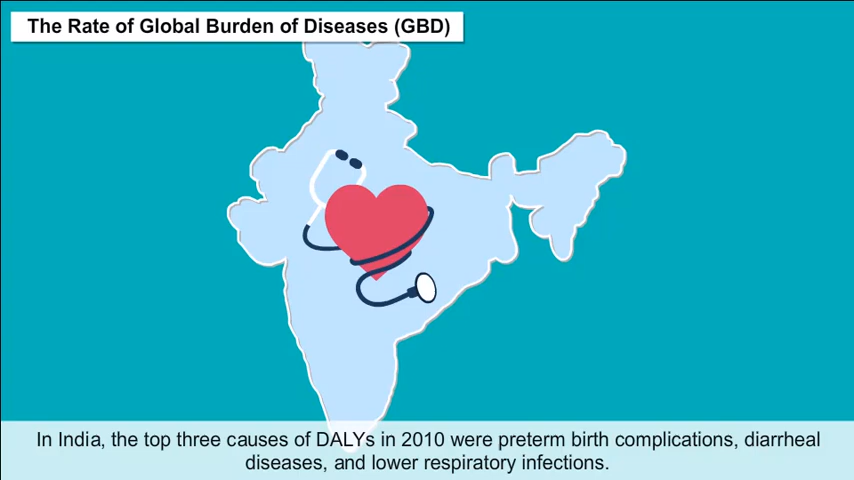 The Rate of Global Burden of Diseases (GBD)
In India, the top three causes of DALYs in 2010 were preterm birth complications, diarrheal
diseases, and lower respiratory infections.